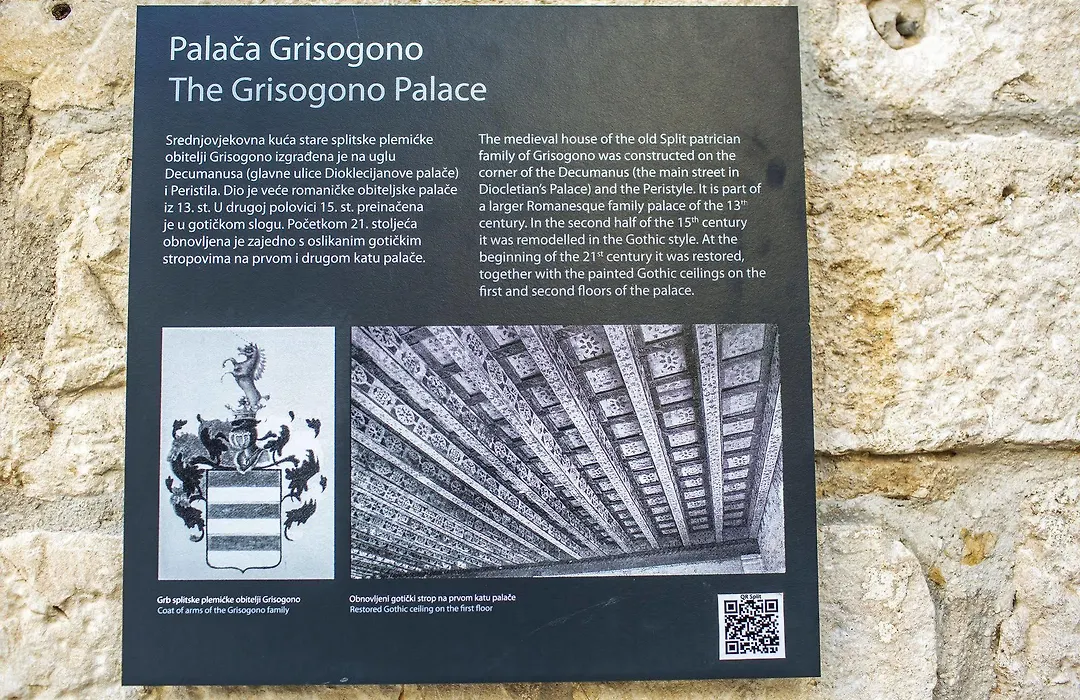 Palača Grisogono
The Grisogono Palace
Srednjovjekovna kuća stare splitske plemićke
obitelji Grisogono izgrađena je na uglu
Decumanusa (glavne ulice Dioklecijanove palače)
i Peristila. Dio je veće romaničke obiteljske palače
iz 13. st. U drugoj polovici 15. st. preinačena
je u gotičkom slogu. Početkom 21. stoljeća
obnovljena je zajedno s oslikanim gotičkim
stropovima na prvom i drugom katu palače.
The medieval house of the old Split patrician
family of Grisogono was constructed on the
corner of the Decumanus (the main street in
Diocletian's Palace) and the Peristyle. It is part of
a larger Romanesque family palace of the 13th
century. In the second half of the 15th century
it was remodelled in the Gothic style. At the
beginning of the 21st century it was restored,
together with the painted Gothic ceilings on the
first and second floors of the palace.
Grb splitske plemićke obitelji Grisogono
Coat of arms of the Grisogono family
Obnovljeni gotički strop na prvom katu palače
Restored Gothic ceiling on the first floor
QR Split